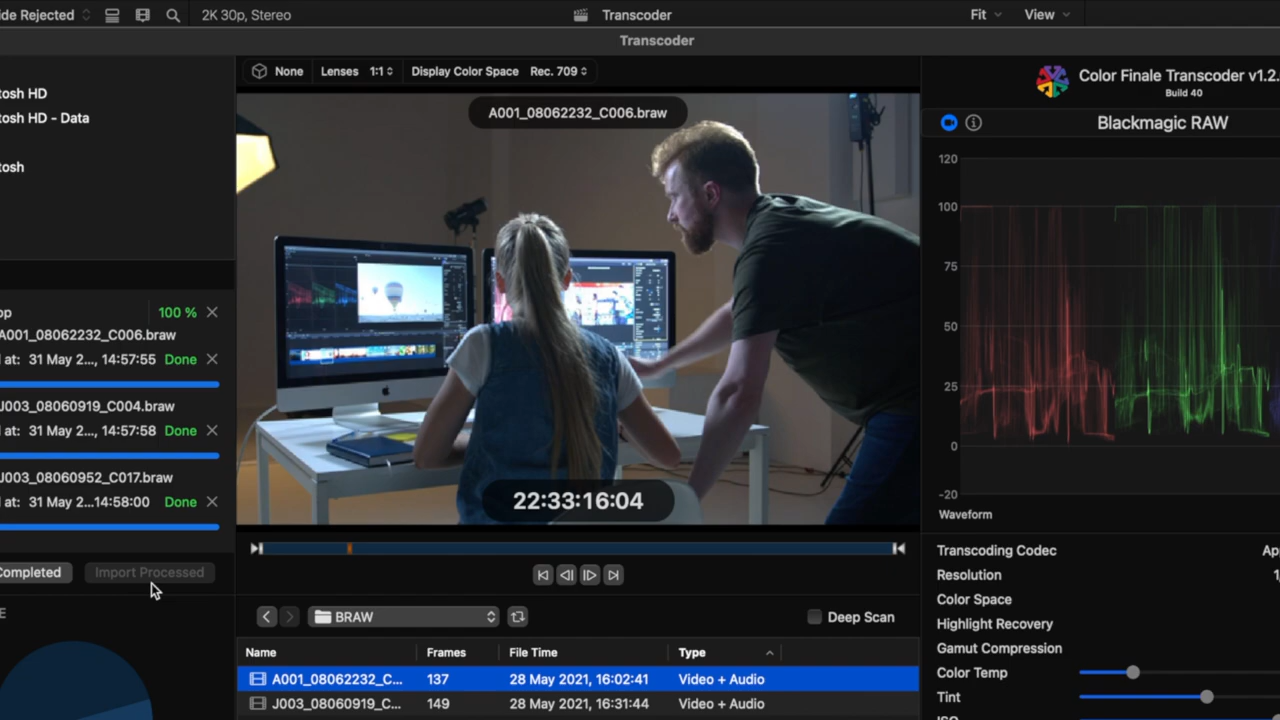 ide Rejected 2K 30p, Stereo Transcoder Fit View
Transcoder
None Lenses 1:1 Display Color Space Rec. 709
A001_08062232_C006.braw
Color Finale Transcoder v1.2.
Build 40
Blackmagic RAW
tosh HD
tosh HD - Data
tosh
op 100 %
A001_08062232_C006.braw
d at: 31 May 2..., 14:57:55 Done
J003_08060919_C004.braw
d at: 31 May 2..., 14:57:58 Done
J003_08060952_C017.braw
d at: 31 May 2...14:58:00 Done
Completed Import Processed
E
22:33:16:04
BRAW Deep Scan
Name Frames File Time Type
A001_08062232_C... 137 28 May 2021, 16:02:41 Video + Audio
J003_08060919_C... 149 28 May 2021, 16:31:44 Video + Audio
120
100
75
50
25
0
-20
Waveform
Transcoding Codec Ap
Resolution 1,
Color Space
Highlight Recovery
Gamut Compression
Color Temp
Tint
ISO